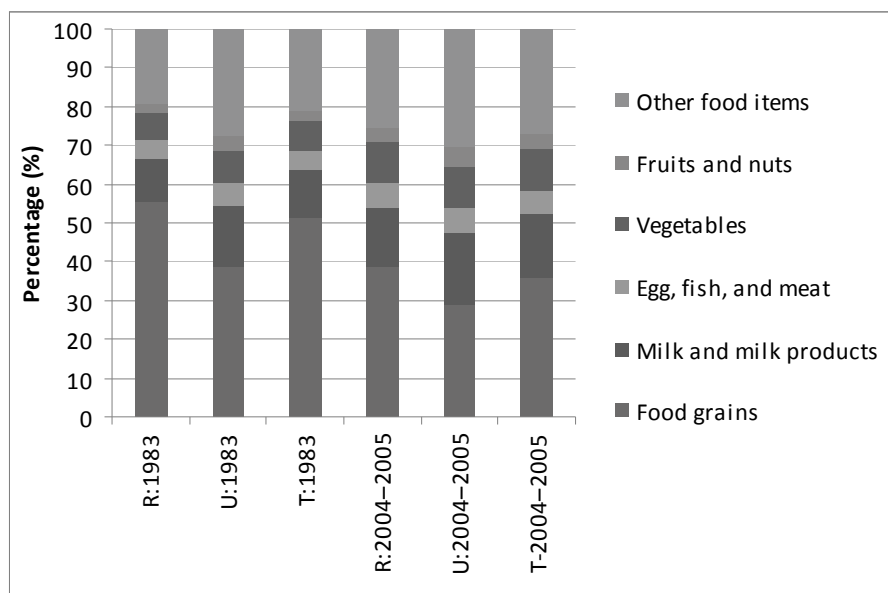 Percentage (%)
100
90
80
70
60
50
40
30
20
10
0
R:1983
U:1983
T:1983
R:2004–2005
U:2004–2005
T-2004–2005
Other food items
Fruits and nuts
Vegetables
Egg, fish, and meat
Milk and milk products
Food grains